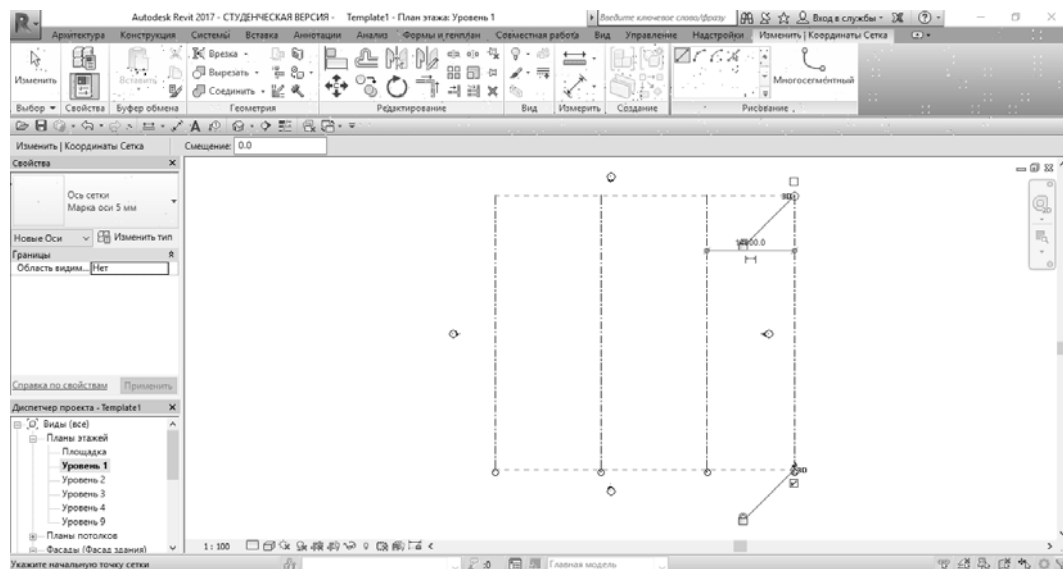 Autodesk Revit 2017 - СТУДЕНЧЕСКАЯ ВЕРСИЯ - Template1 - План этажа: Уровень 1
Введите ключевое слово/фразу
Вход в службы
Архитектура Конструкция Системы Вставка Аннотации Анализ Формы и генплан Совместная работа Вид Управление Надстройки Изменить | Координаты Сетка
Изменить
Вставить
Врезка
Вырезать
Соединить
Многосегментный
Выбор Свойства Буфер обмена Геометрия Редактирование Вид Измерить Создание Рисование
Изменить | Координаты Сетка Смещение: 0.0
Свойства
Ось сетки
Марка оси 5 мм
Новые Оси Изменить тип
Границы
Область видим... Нет
Справка по свойствам Применить
Диспетчер проекта - Template1
Виды (все)
Планы этажей
Площадка
Уровень 1
Уровень 2
Уровень 3
Уровень 4
Уровень 9
Планы потолков
Фасады (Фасад здания)
3D
1 : 100
Укажите начальную точку сетки
:0
Главная модель